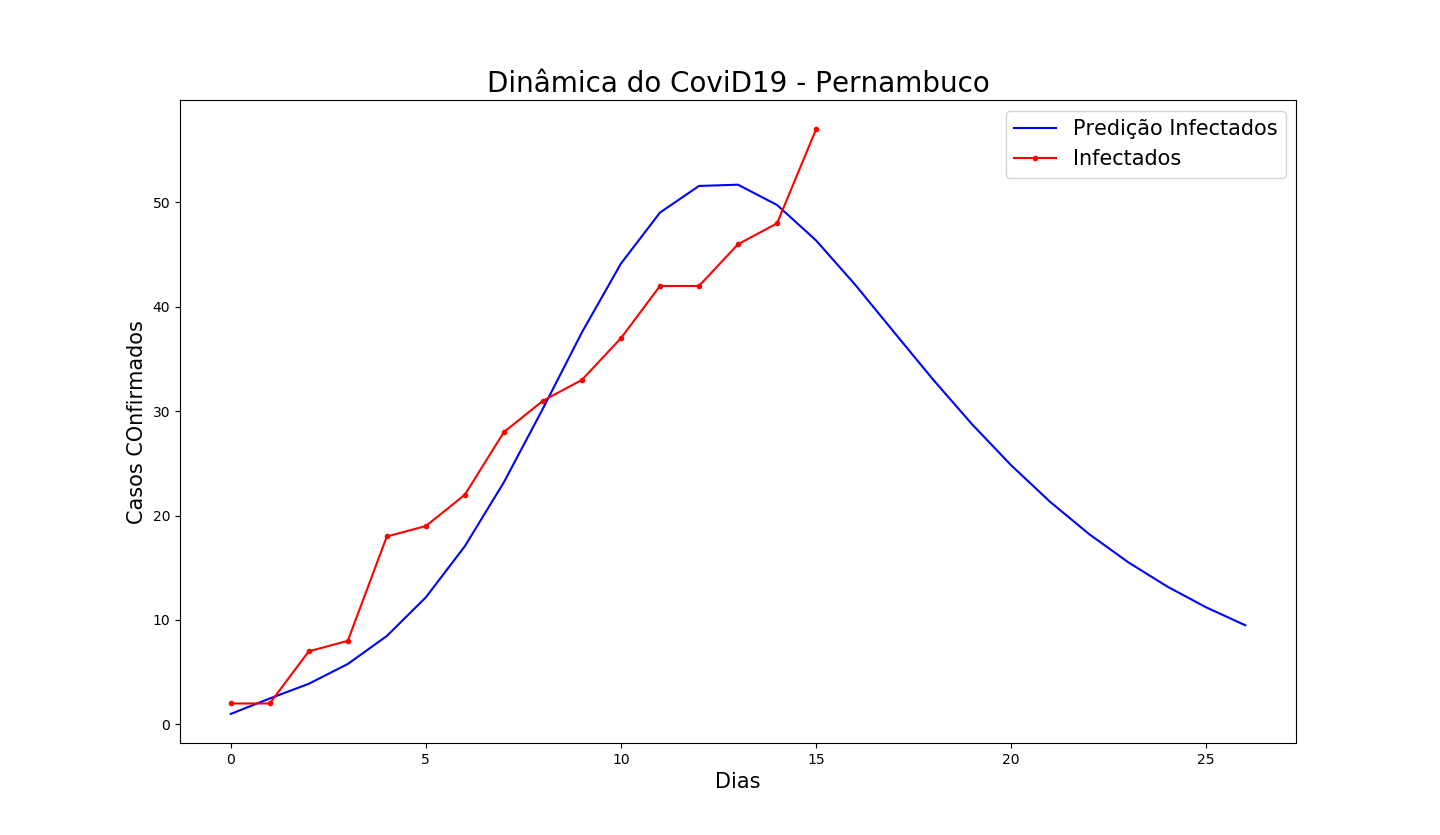 Dinâmica do CoviD19 - Pernambuco
Predição Infectados
Infectados
Casos COnfirmados
50
40
30
20
10
0
0 5 10 15 20 25
Dias